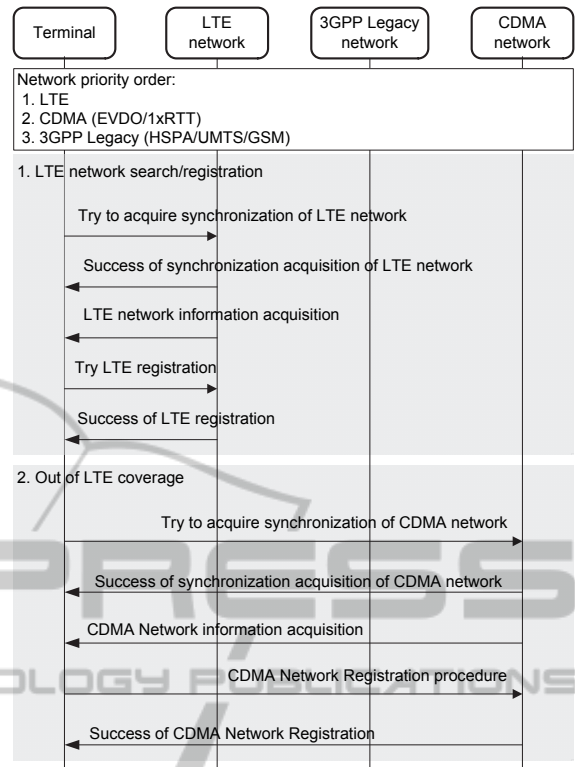 Terminal
LTE
network
3GPP Legacy
network
CDMA
network
Network priority order:
1. LTE
2. CDMA (EVDO/1xRTT)
3. 3GPP Legacy (HSPA/UMTS/GSM)
1. LTE network search/registration
Try to acquire synchronization of LTE network
Success of synchronization acquisition of LTE network
LTE network information acquisition
Try LTE registration
Success of LTE registration
2. Out of LTE coverage
Try to acquire synchronization of CDMA network
Success of synchronization acquisition of CDMA network
PRESS
CDMA Network information acquisition
CDMA Network Registration procedure
OLOGY PUBLICATIONS
Success of CDMA Network Registration